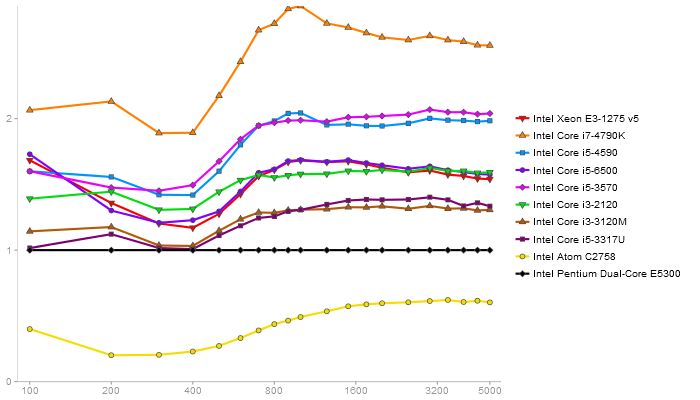 2
1
0
100 200 400 800 1600 3200 5000
Intel Xeon E3-1275 v5
Intel Core i7-4790K
Intel Core i5-4590
Intel Core i5-6500
Intel Core i5-3570
Intel Core i3-2120
Intel Core i3-3120M
Intel Core i5-3317U
Intel Atom C2758
Intel Pentium Dual-Core E5300